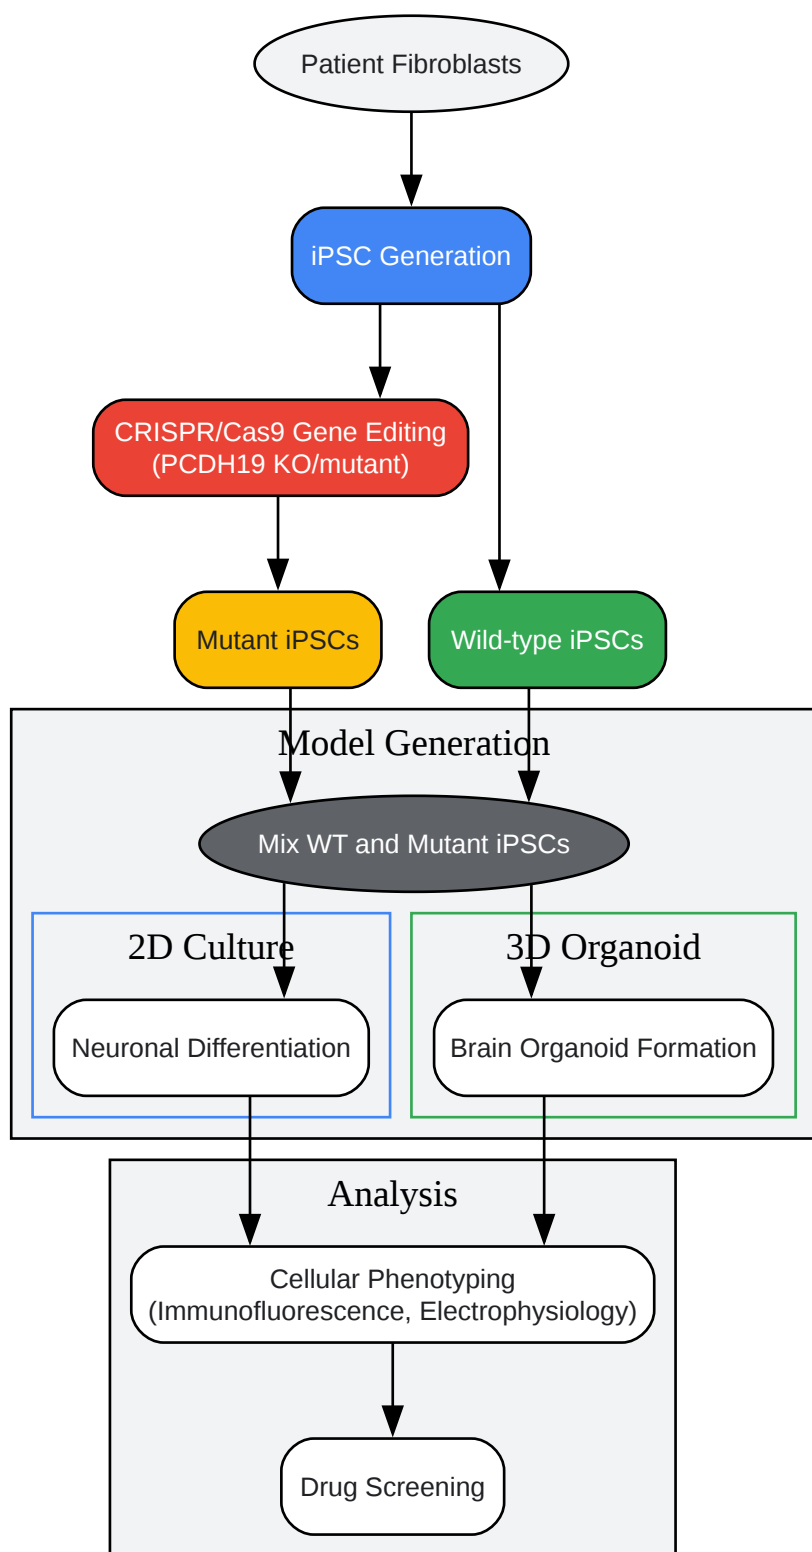 Patient Fibroblasts
iPSC Generation
CRISPR/Cas9 Gene Editing
(PCDH19 KO/mutant)
Mutant iPSCs
Wild-type iPSCs
Model Generation
Mix WT and Mutant iPSCs
2D Culture
3D Organoid
Neuronal Differentiation
Brain Organoid Formation
Analysis
Cellular Phenotyping
(Immunofluorescence, Electrophysiology)
Drug Screening